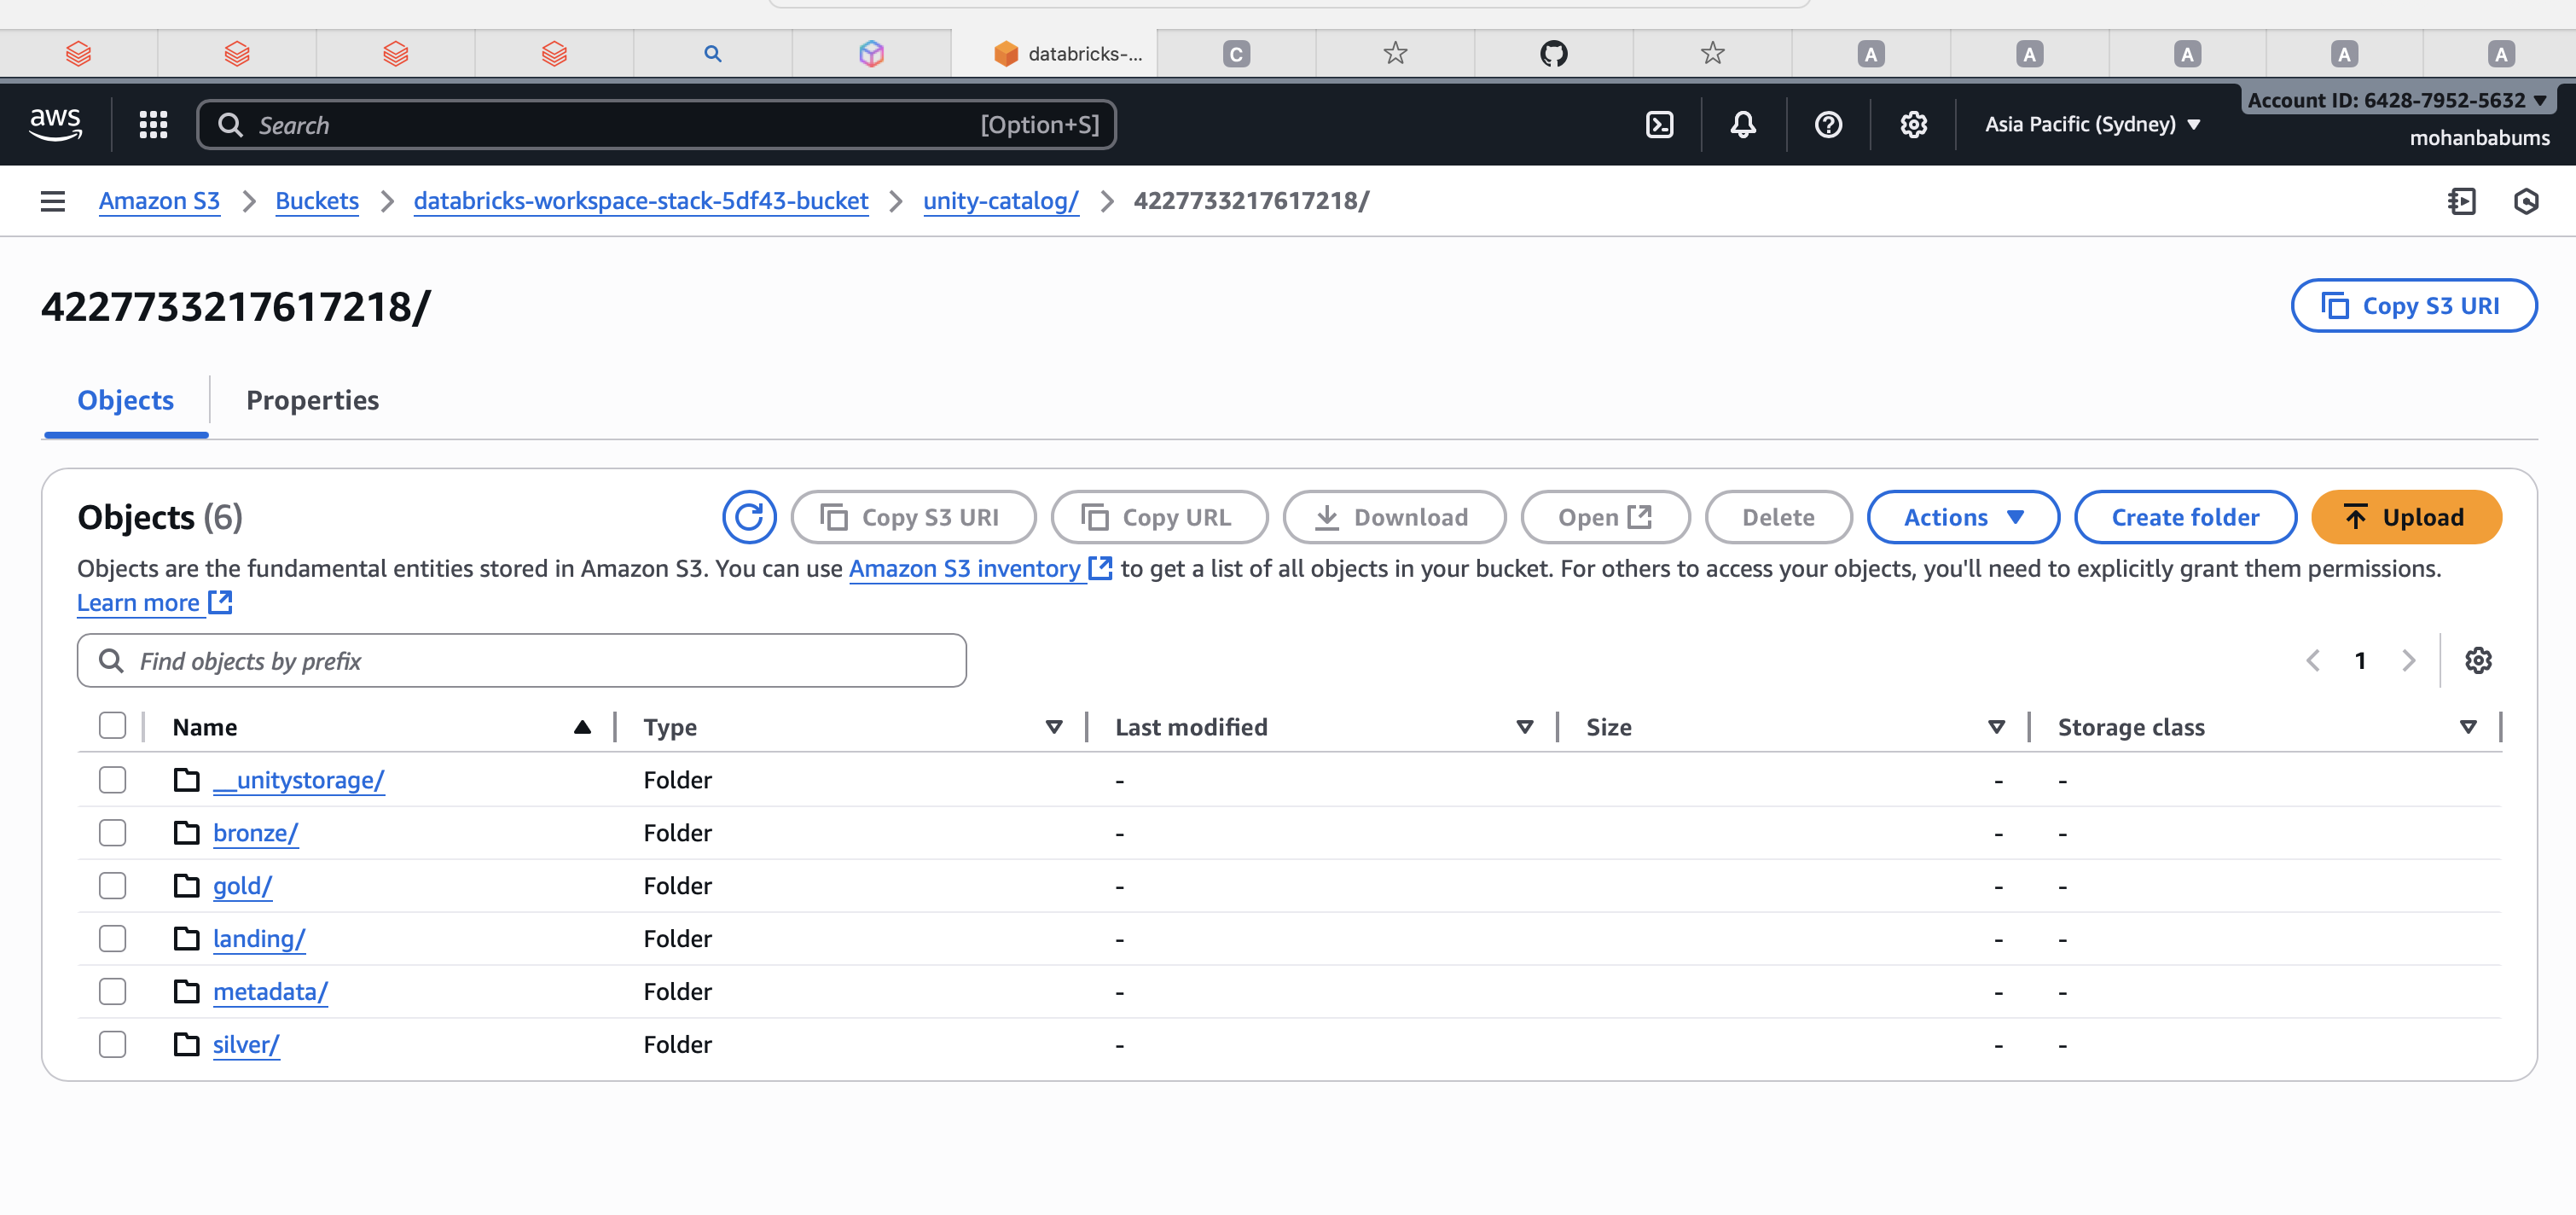 databricks-...
C
A
A
A
A
A
aws
Search
[Option+S]
Asia Pacific (Sydney)
Account ID: 6428-7952-5632
mohanbabums
Amazon S3 > Buckets > databricks-workspace-stack-5df43-bucket > unity-catalog/ > 4227733217617218/
4227733217617218/
Copy S3 URI
Objects
Properties
Objects (6)
Copy S3 URI
Copy URL
Download
Open
Delete
Actions
Create folder
Upload
Objects are the fundamental entities stored in Amazon S3. You can use Amazon S3 inventory to get a list of all objects in your bucket. For others to access your objects, you'll need to explicitly grant them permissions.
Learn more
Find objects by prefix
1
Name Type Last modified Size Storage class
__unitystorage/ Folder - - -
bronze/ Folder - - -
gold/ Folder - - -
landing/ Folder - - -
metadata/ Folder - - -
silver/ Folder - - -